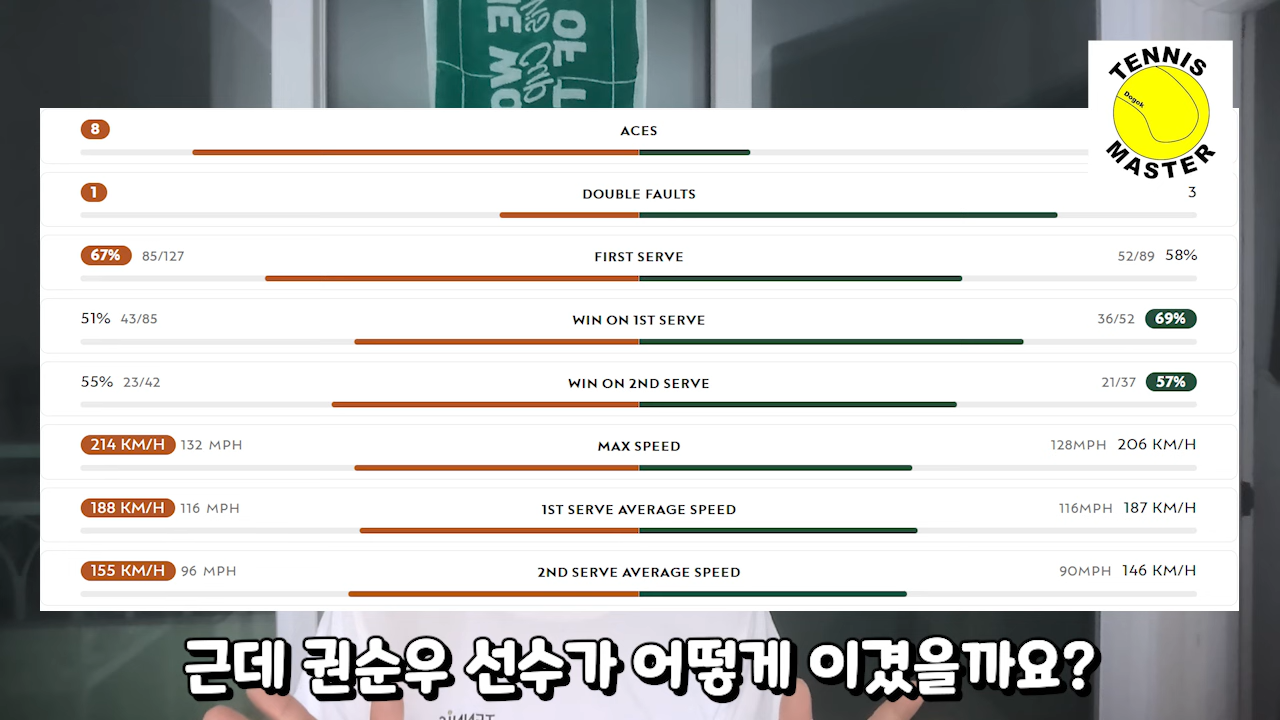 OF T
TENNIS
Dogok
MASTER
8 ACES
1 DOUBLE FAULTS 3
67% 85/127 FIRST SERVE 52/89 58%
51% 43/85 WIN ON 1ST SERVE 36/52 69%
55% 23/42 WIN ON 2ND SERVE 21/37 57%
214 KM/H 132 MPH MAX SPEED 128MPH 206 KM/H
188 KM/H 116 MPH 1ST SERVE AVERAGE SPEED 116MPH 187 KM/H
155 KM/H 96 MPH 2ND SERVE AVERAGE SPEED 90MPH 146 KM/H
근데 권순우 선수가 어떻게 이겼을까요?